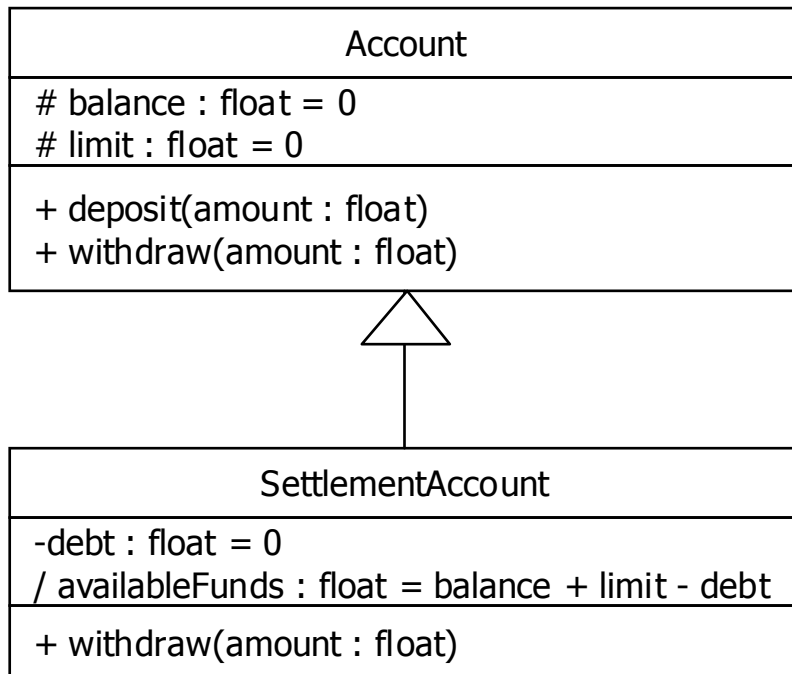 Account
# balance : float = 0
# limit : float = 0
+ deposit(amount : float)
+ withdraw(amount : float)
SettlementAccount
-debt : float = 0
/ availableFunds : float = balance + limit - debt
+ withdraw(amount : float)